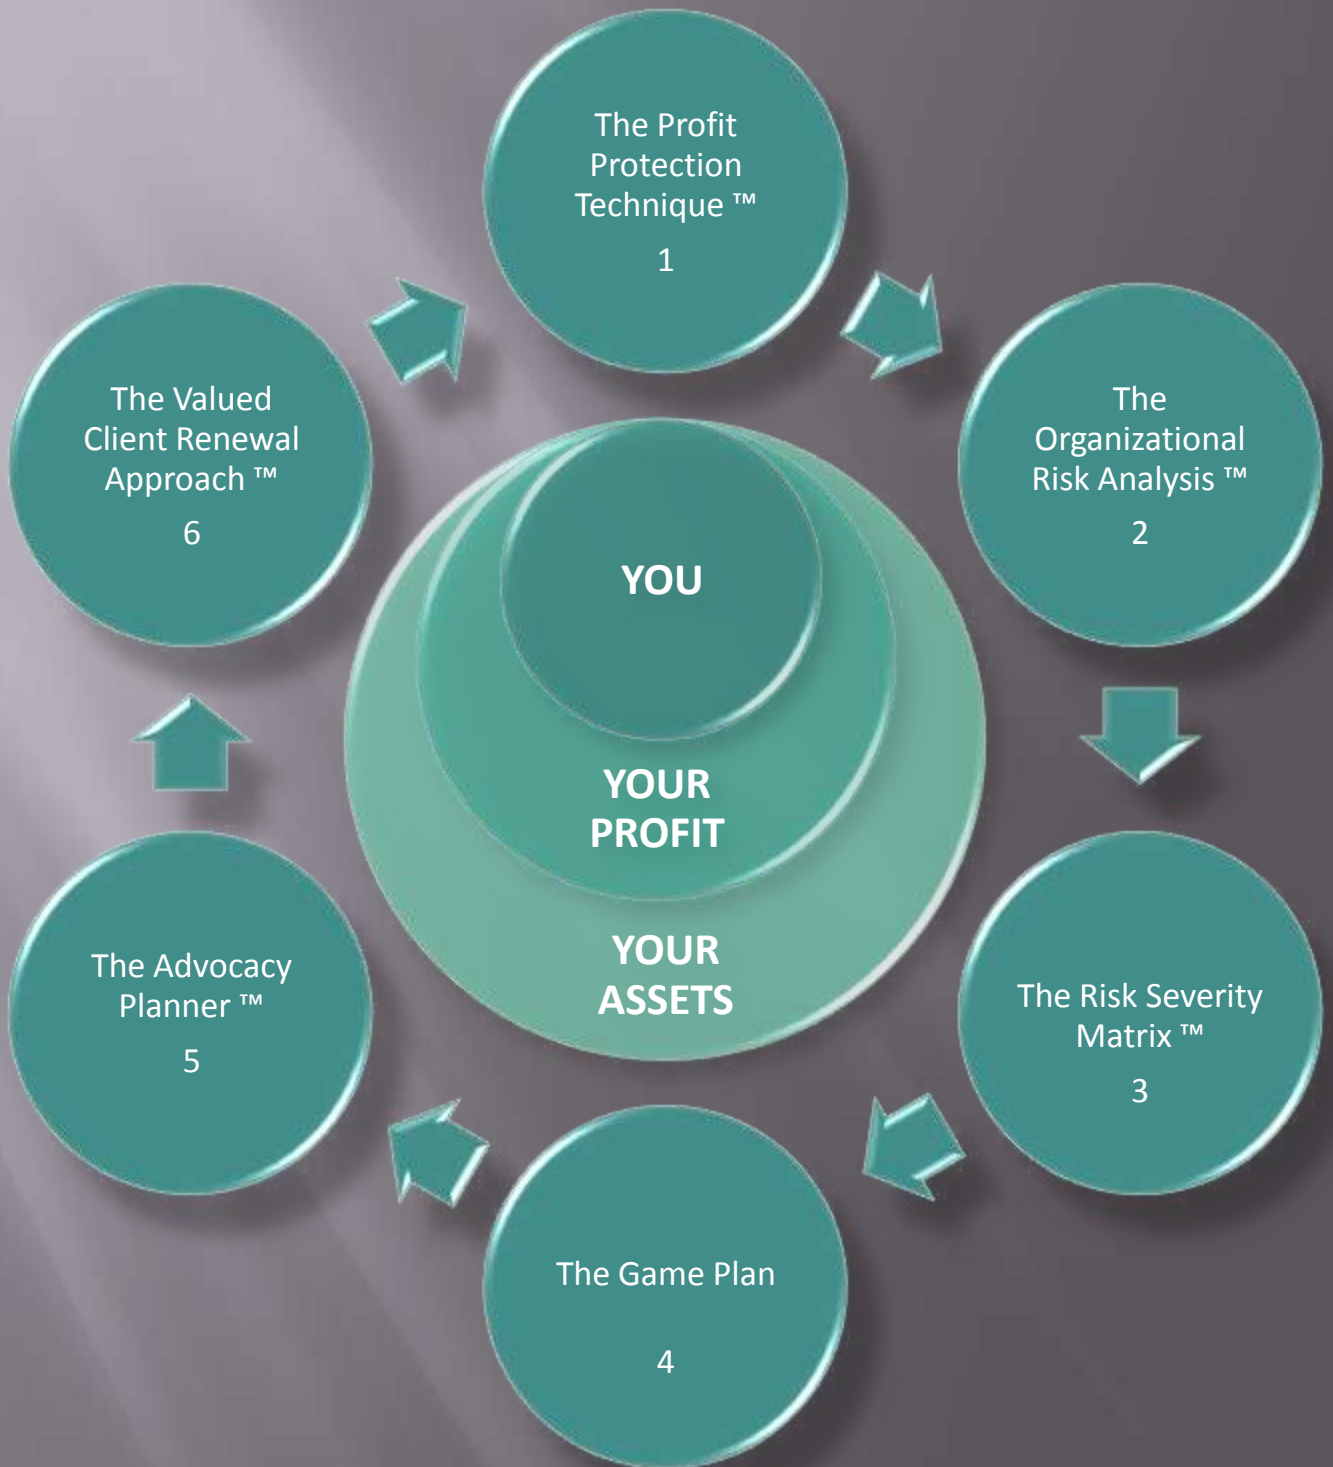 The Profit
Protection
Technique ™
1
The
Organizational
Risk Analysis ™
2
The Risk Severity
Matrix ™
3
The Game Plan
4
The Advocacy
Planner ™
5
The Valued
Client Renewal
Approach ™
6
YOU
YOUR
PROFIT
YOUR
ASSETS